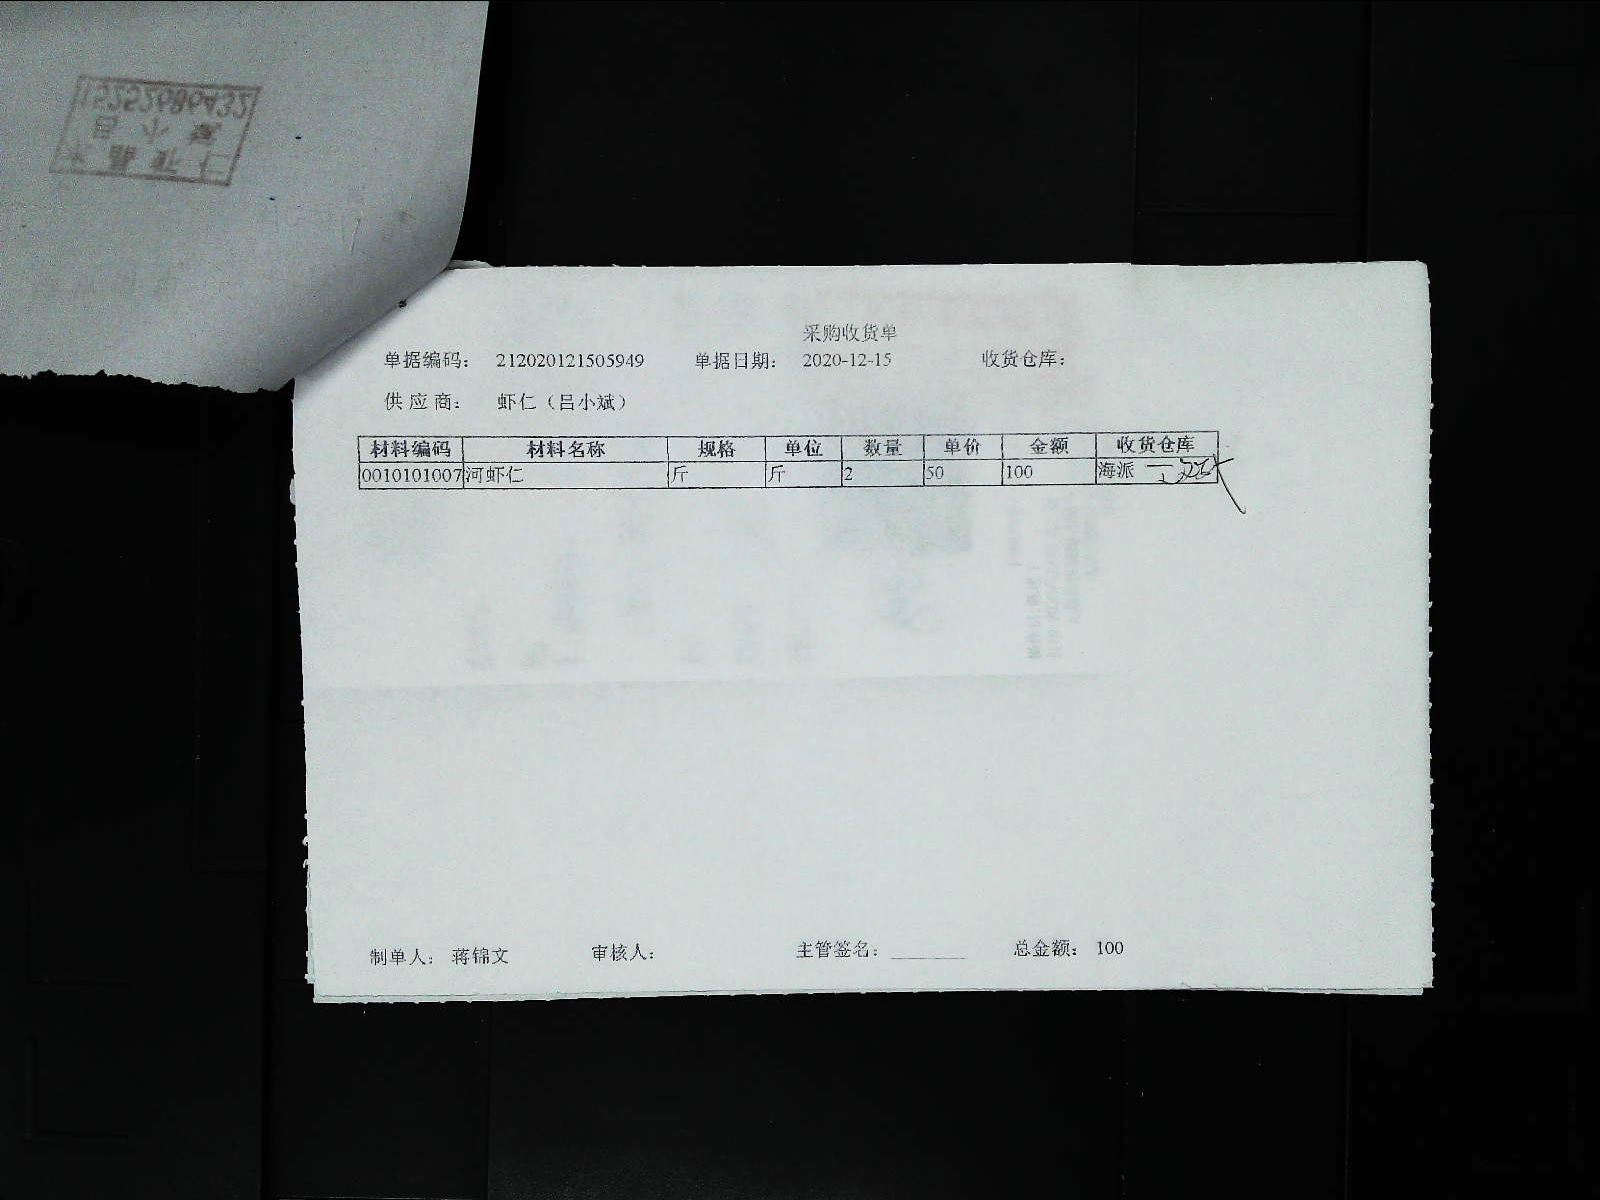 采购收货单
单据编码： 212020121505949 单据日期： 2020-12-15 收货仓库：
供应商： 虾仁（吕小斌）
材料编码 材料名称 规格 单位 数量 单价 金额 收货仓库
0010101007 河虾仁 斤 斤 2 50 100 海派
制单人： 蒋锦文 审核人： 主管签名： 总金额： 100